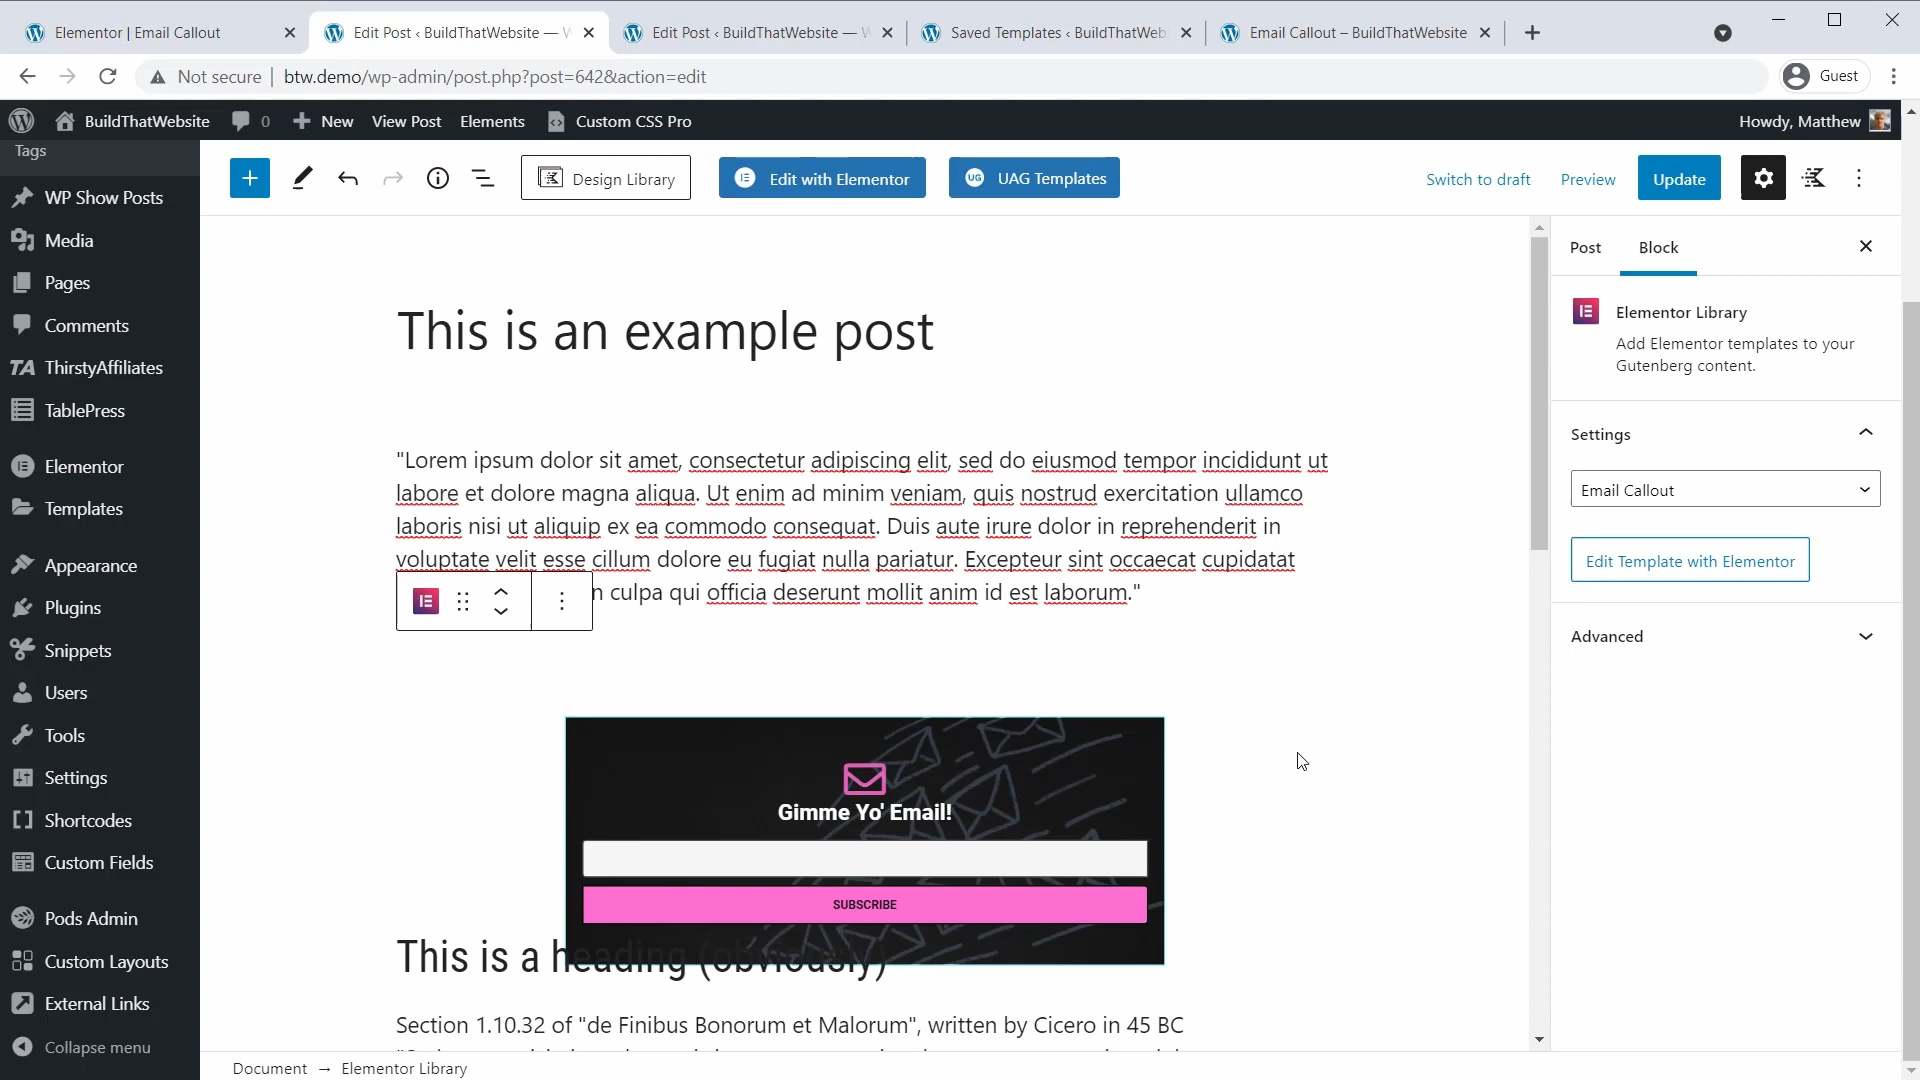 Elementor | Email Callout
Edit Post ‹ BuildThatWebsite —
Edit Post ‹ BuildThatWebsite —
Saved Templates ‹ BuildThatWeb
Email Callout – BuildThatWebsite
Not secure | btw.demo/wp-admin/post.php?post=642&action=edit
Guest
BuildThatWebsite
0
New
View Post
Elements
Custom CSS Pro
Howdy, Matthew
Tags
WP Show Posts
Media
Pages
Comments
TA ThirstyAffiliates
TablePress
Elementor
Templates
Appearance
Plugins
Snippets
Users
Tools
Settings
Shortcodes
Custom Fields
Pods Admin
Custom Layouts
External Links
Collapse menu
Design Library
Edit with Elementor
UG UAG Templates
Switch to draft
Preview
Update
This is an example post
"Lorem ipsum dolor sit amet, consectetur adipiscing elit, sed do eiusmod tempor incididunt ut
labore et dolore magna aliqua. Ut enim ad minim veniam, quis nostrud exercitation ullamco
laboris nisi ut aliquip ex ea commodo consequat. Duis aute irure dolor in reprehenderit in
voluptate velit esse cillum dolore eu fugiat nulla pariatur. Excepteur sint occaecat cupidatat
n culpa qui officia deserunt mollit anim id est laborum."
Gimme Yo' Email!
SUBSCRIBE
This is a heading (obviously)
Section 1.10.32 of "de Finibus Bonorum et Malorum", written by Cicero in 45 BC
Document → Elementor Library
Post
Block
Elementor Library
Add Elementor templates to your
Gutenberg content.
Settings
Email Callout
Edit Template with Elementor
Advanced